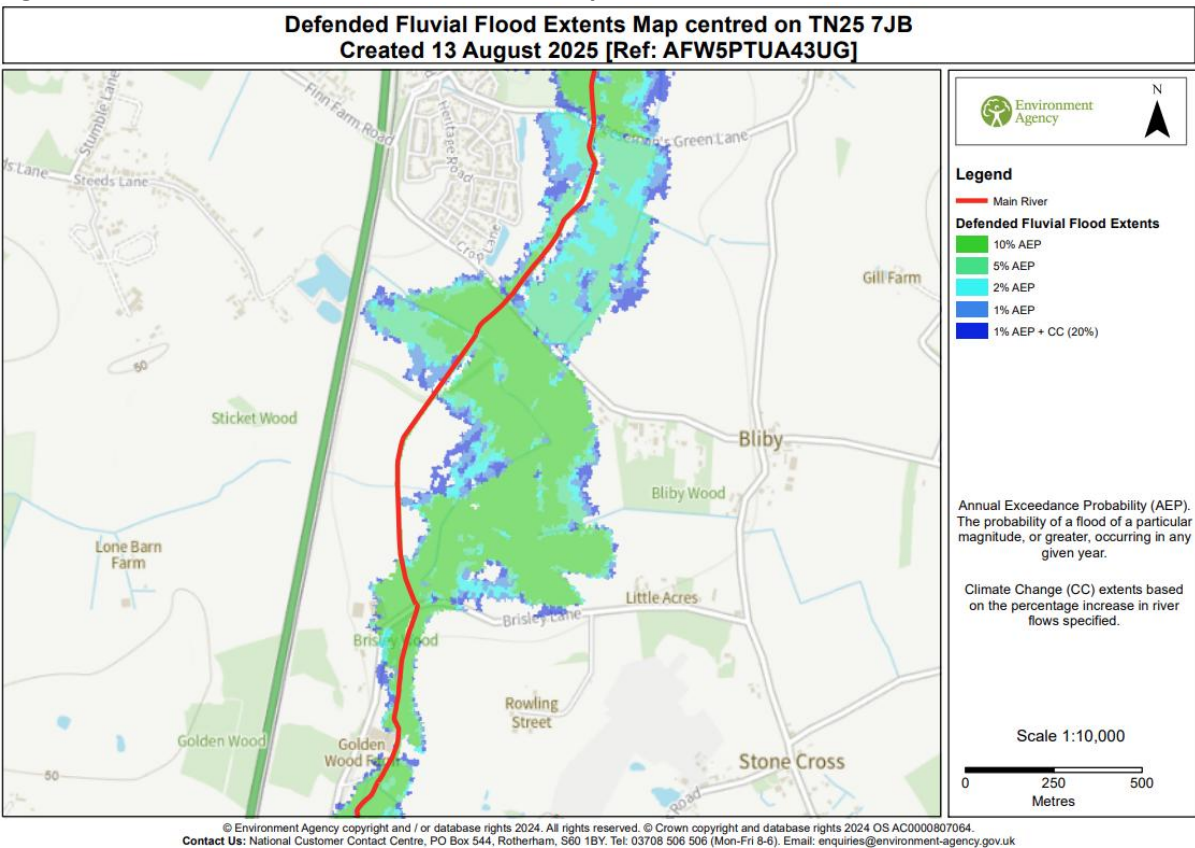 Defended Fluvial Flood Extents Map centred on TN25 7JB
Created 13 August 2025 [Ref: AFW5PTUA43UG]
Stumble Lane
Finn Farm Road
Heritage Road
's Green Lane
ds Lane
Steeds Lane
Crop Lane
Gill Farm
50
Sticket Wood
Bliby
Bliby Wood
Lone Barn
Farm
Little Acres
Brisley Lane
Brisley Wood
Rowling
Street
Golden Wood
Golden
Wood Farm
Stone Cross
50
Road
Environment
Agency
N
Legend
Main River
Defended Fluvial Flood Extents
10% AEP
5% AEP
2% AEP
1% AEP
1% AEP + CC (20%)
Annual Exceedance Probability (AEP).
The probability of a flood of a particular
magnitude, or greater, occurring in any
given year.
Climate Change (CC) extents based
on the percentage increase in river
flows specified.
Scale 1:10,000
0 250 500
Metres
© Environment Agency copyright and / or database rights 2024. All rights reserved. © Crown copyright and database rights 2024 OS AC0000807064.
Contact Us: National Customer Contact Centre, PO Box 544, Rotherham, S60 1BY. Tel: 03708 506 506 (Mon-Fri 8-6). Email: enquiries@environment-agency.gov.uk